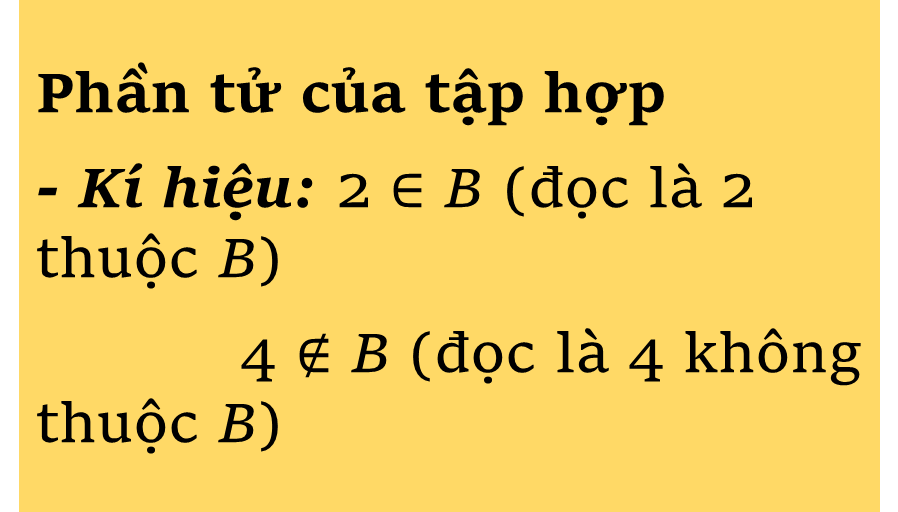 Phần tử của tập hợp
- Kí hiệu: 2 ∈ B (đọc là 2
thuộc B)
4 ∉ B (đọc là 4 không
thuộc B)